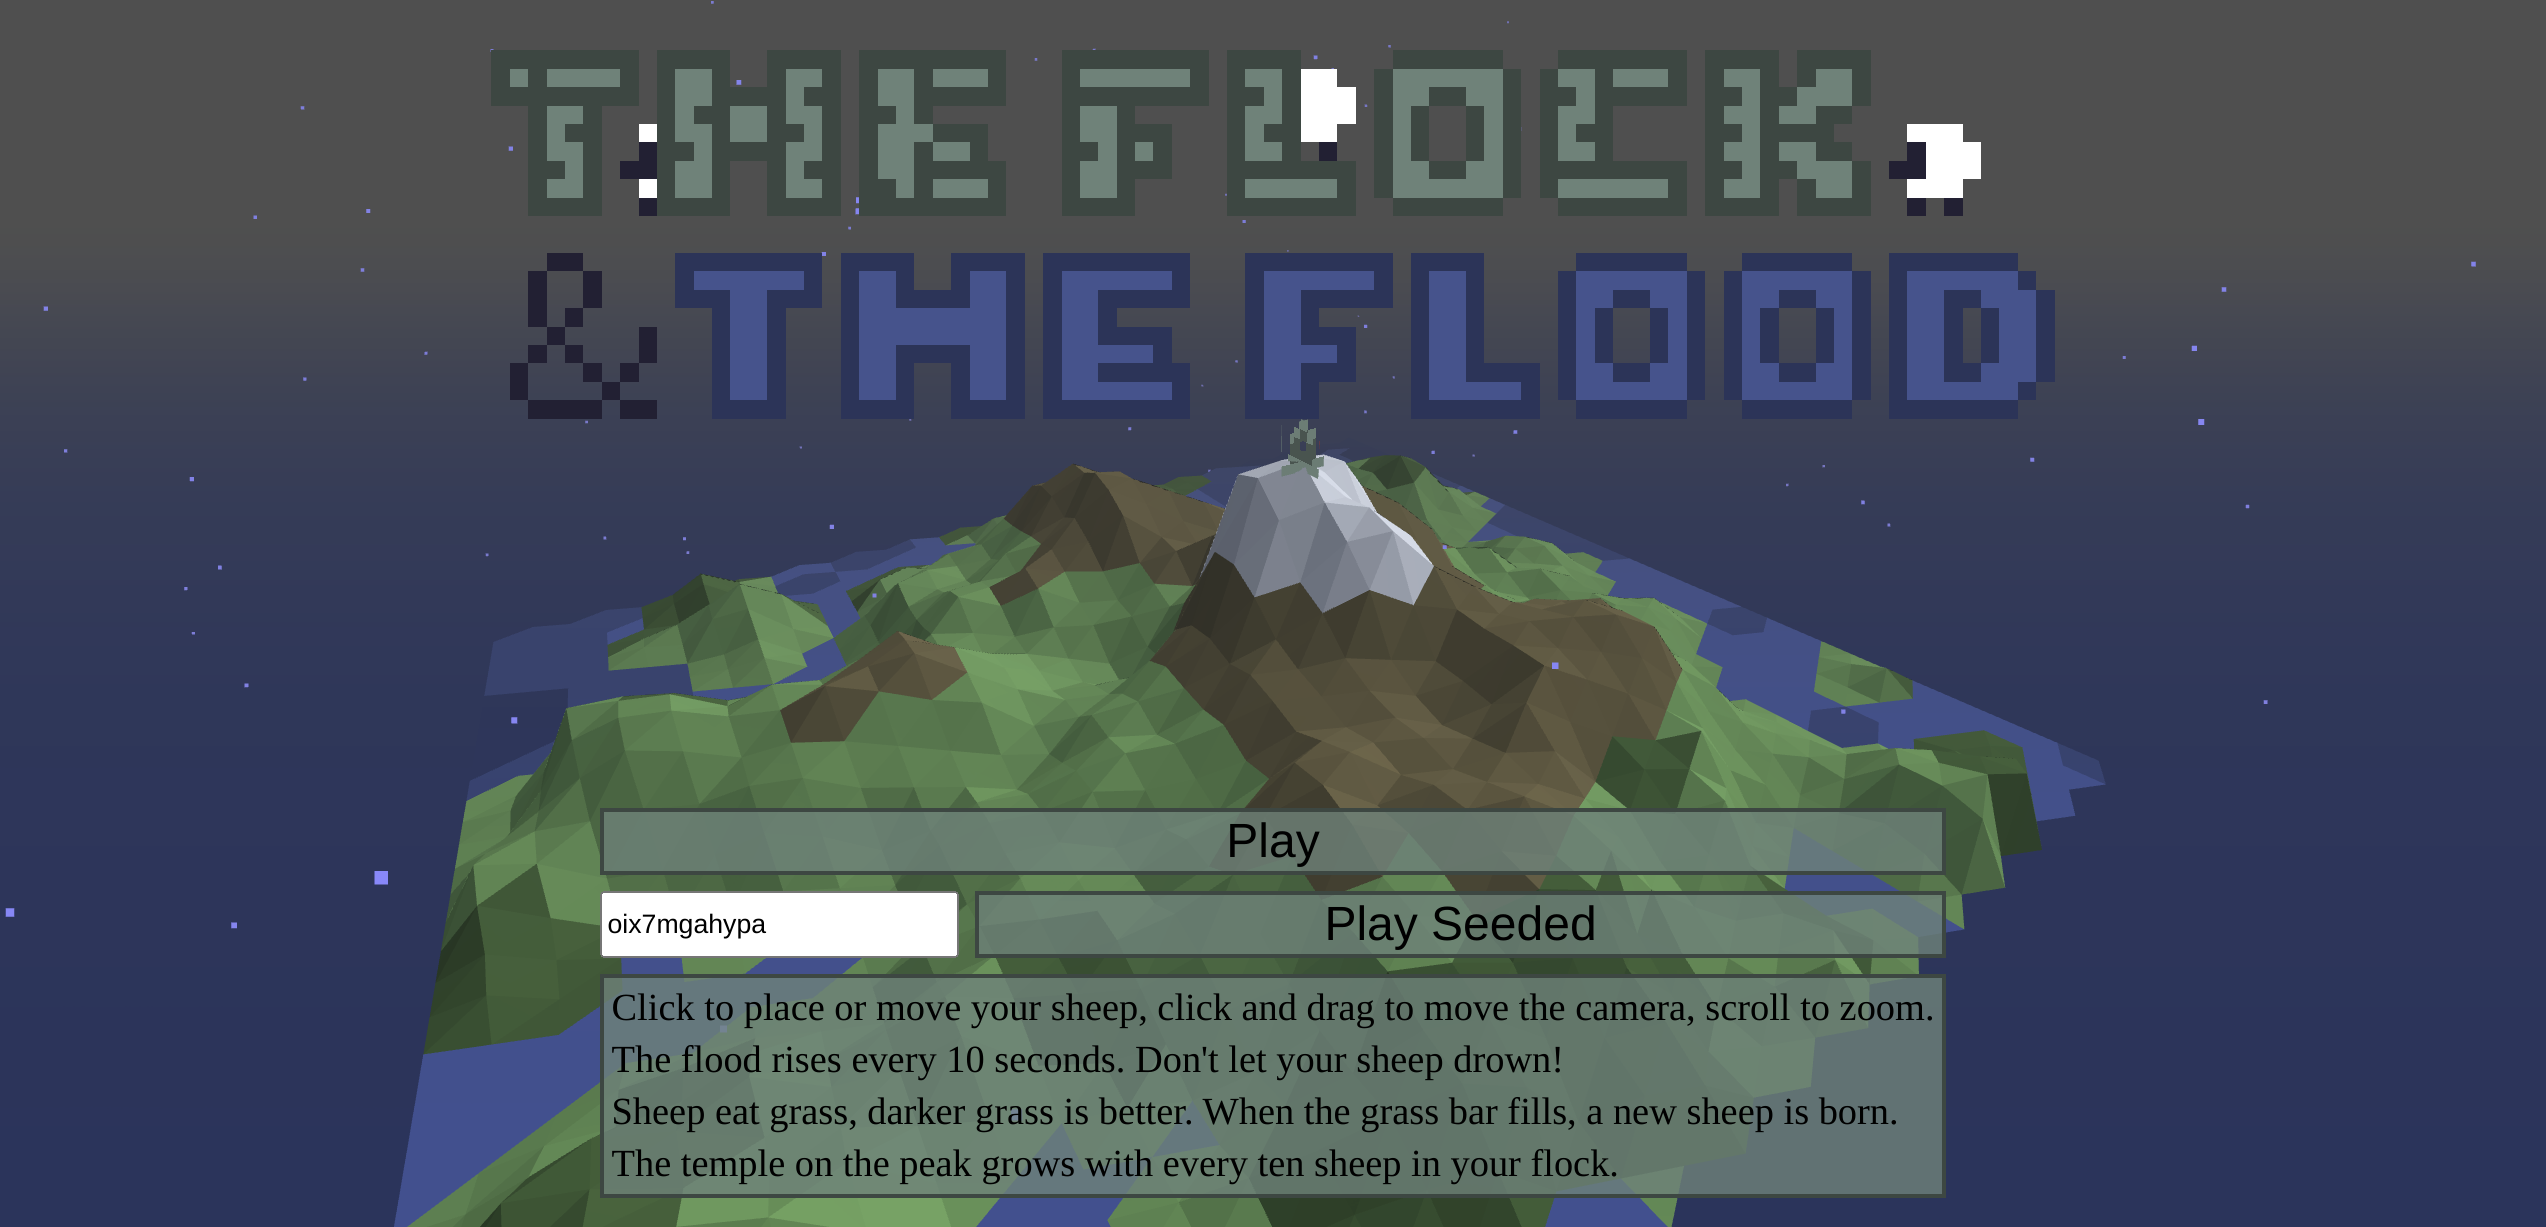 THE FLOCK
& THE FLOOD
Play
oix7mgahypa
Play Seeded
Click to place or move your sheep, click and drag to move the camera, scroll to zoom.
The flood rises every 10 seconds. Don't let your sheep drown!
Sheep eat grass, darker grass is better. When the grass bar fills, a new sheep is born.
The temple on the peak grows with every ten sheep in your flock.